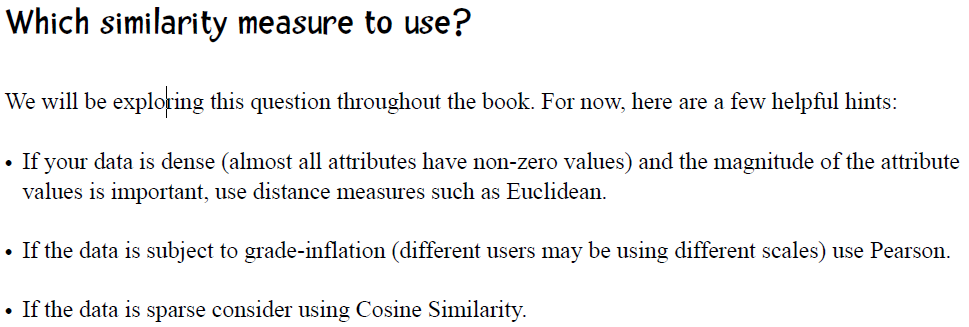 Which similarity measure to use?
We will be exploring this question throughout the book. For now, here are a few helpful hints:
• If your data is dense (almost all attributes have non-zero values) and the magnitude of the attribute
values is important, use distance measures such as Euclidean.
• If the data is subject to grade-inflation (different users may be using different scales) use Pearson.
• If the data is sparse consider using Cosine Similarity.